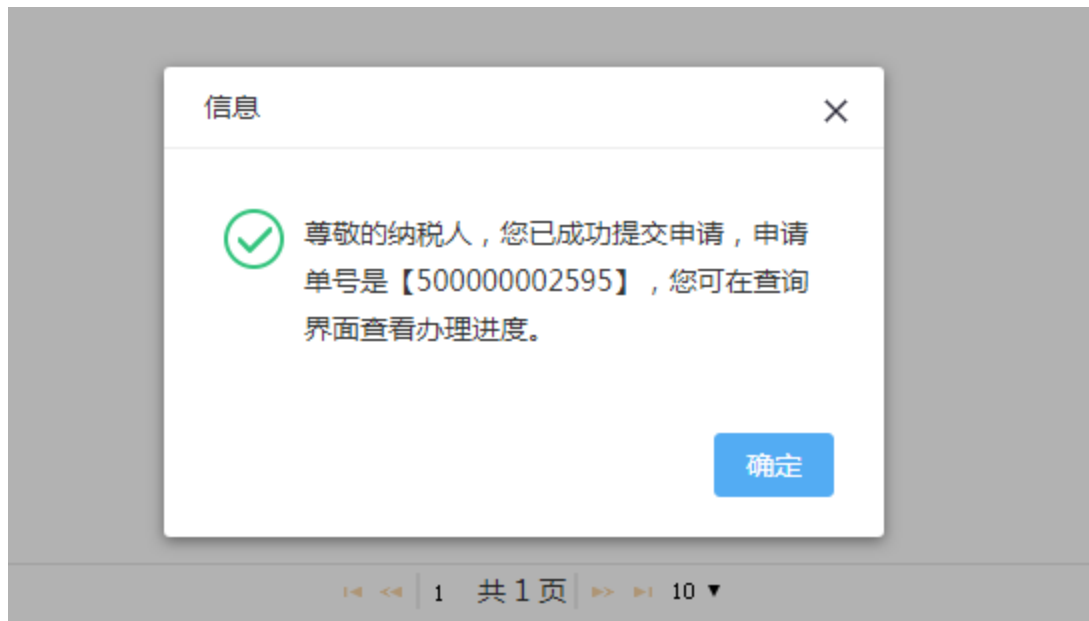 信息
尊敬的纳税人，您已成功提交申请，申请
单号是【500000002595】，您可在查询
界面查看办理进度。
确定
1 共 1 页 10